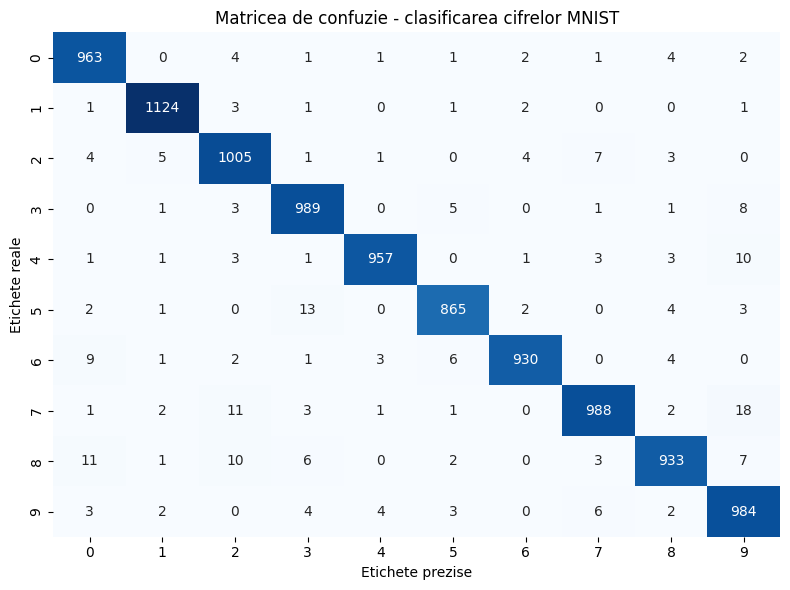 Matricea de confuzie - clasificarea cifrelor MNIST
0 963 0 4 1 1 1 2 1 4 2
1 1 1124 3 1 0 1 2 0 0 1
2 4 5 1005 1 1 0 4 7 3 0
3 0 1 3 989 0 5 0 1 1 8
4 1 1 3 1 957 0 1 3 3 10
Etichete reale
5 2 1 0 13 0 865 2 0 4 3
6 9 1 2 1 3 6 930 0 4 0
7 1 2 11 3 1 1 0 988 2 18
8 11 1 10 6 0 2 0 3 933 7
9 3 2 0 4 4 3 0 6 2 984
0 1 2 3 4 5 6 7 8 9
Etichete prezise